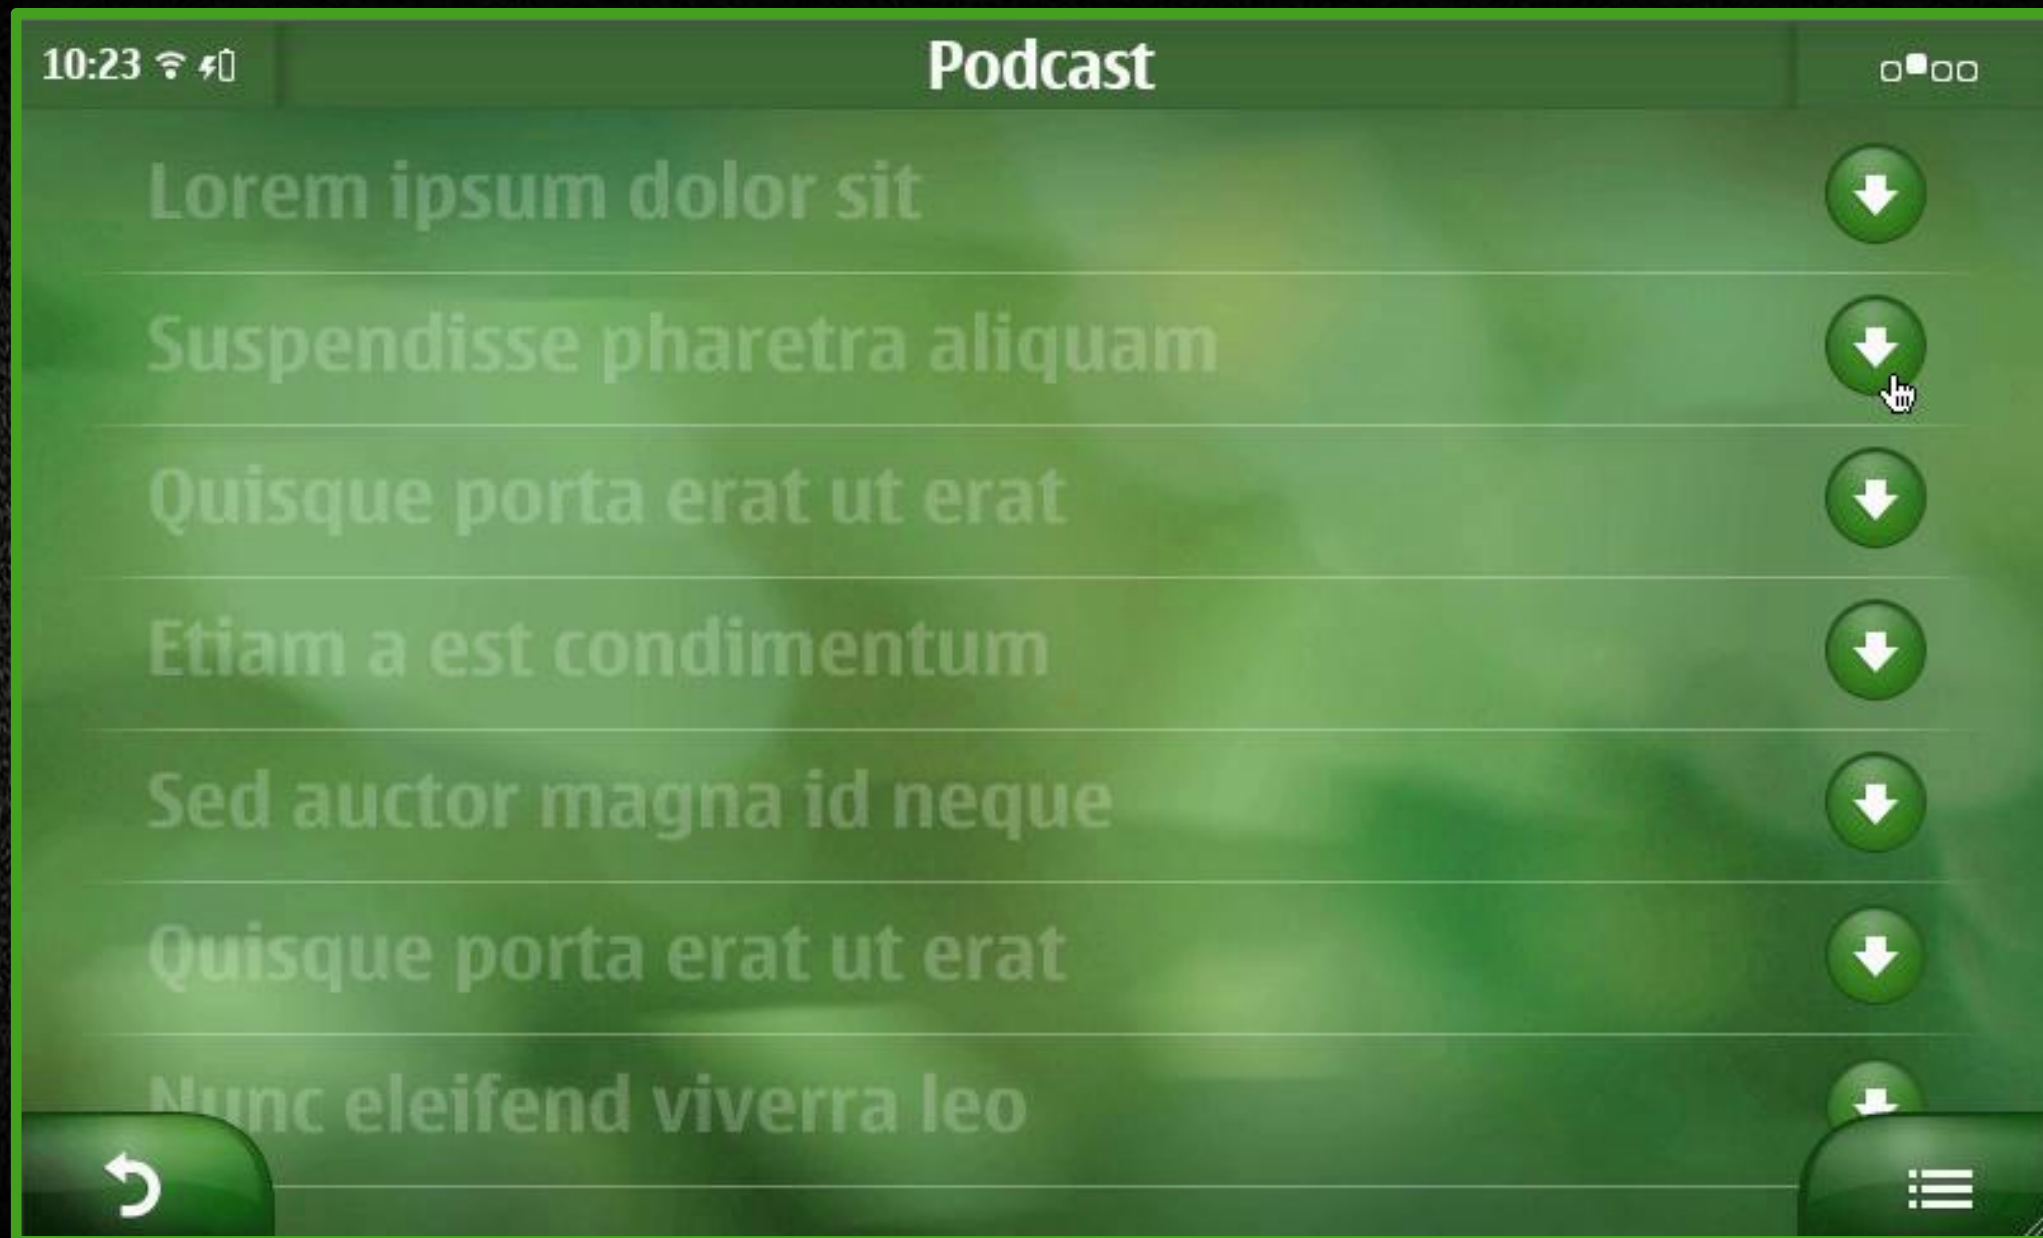 10:23
Podcast
Lorem ipsum dolor sit
Suspendisse pharetra aliquam
Quisque porta erat ut erat
Etiam a est condimentum
Sed auctor magna id neque
Quisque porta erat ut erat
Nunc eleifend viverra leo